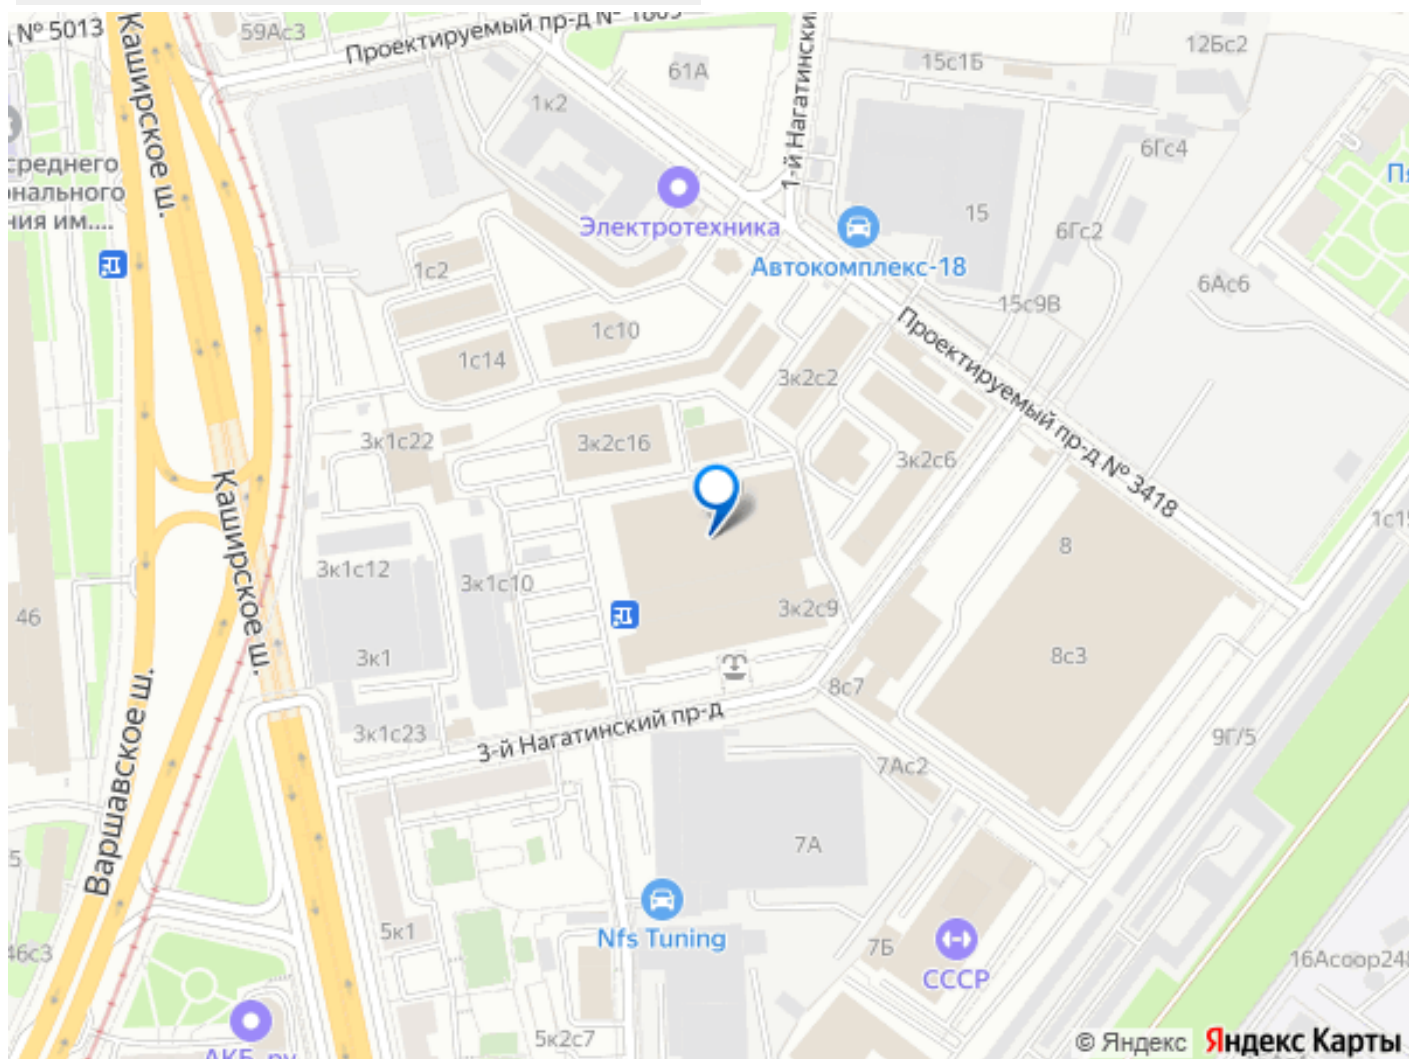 № 5013
59Ас3
Проектируемый пр-д №
Каширское ш.
61А
1-й Нагатинский
15с1Б
12Бс2
1к2
6Гс4
среднего
онального
ния им....
Электротехника
15
Автокомплекс-18
6Гс2
6Ас6
15с9В
1с2
1с10
1с14
3к2с2
Проектируемый пр-д № 3418
3к1с22
3к2с16
3к2с6
Каширское ш.
8
3к1с12
3к1с10
3к2с9
46
3к1
8с3
8с7
Варшавское ш.
3к1с23
3-й Нагатинский пр-д
9Г/5
7Ас2
7А
5к1
Nfs Tuning
7Б
СССР
46с3
16Асоор248
5к2с7
АКБ.ру
© Яндекс Яндекс Карты